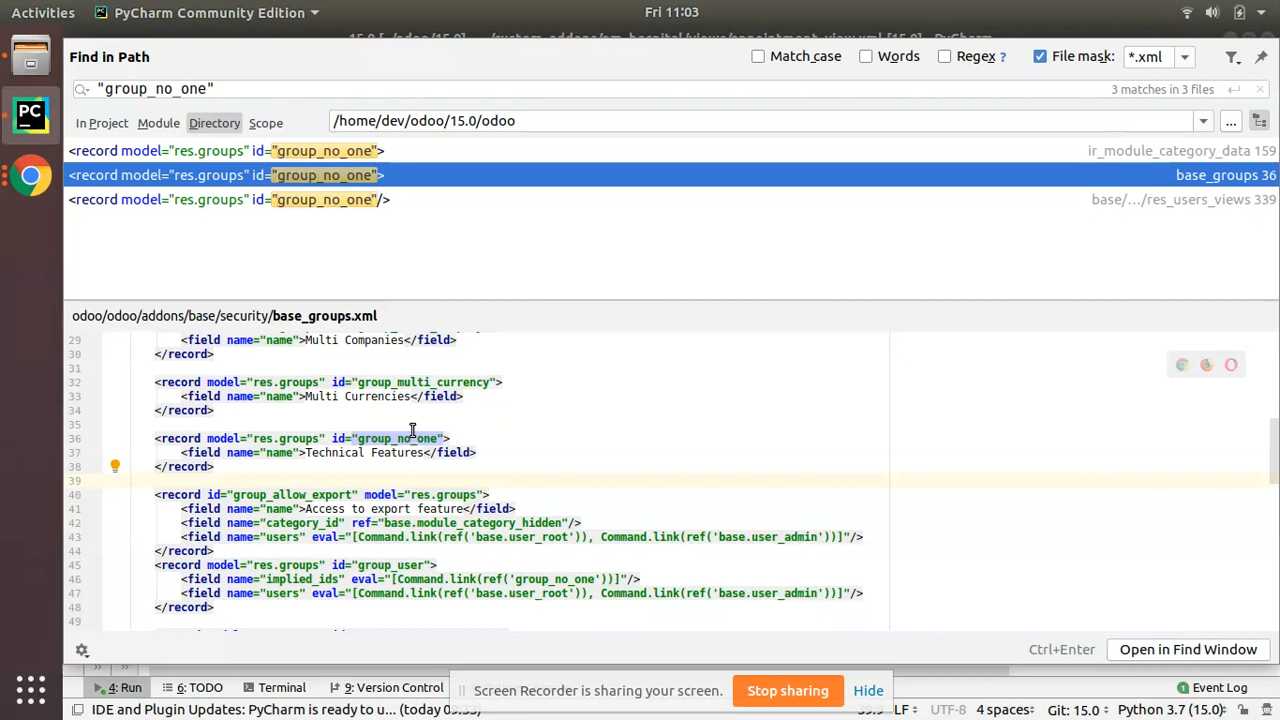 Activities PyCharm Community Edition Fri 11:03
Find in Path Match case Words Regex ? File mask: *.xml
"group_no_one" 3 matches in 3 files
In Project Module Directory Scope /home/dev/odoo/15.0/odoo ...
<record model="res.groups" id="group_no_one"> ir_module_category_data 159
<record model="res.groups" id="group_no_one"> base_groups 36
<record model="res.groups" id="group_no_one"/> base/.../res_users_views 339
odoo/odoo/addons/base/security/base_groups.xml
29 <field name="name">Multi Companies</field>
30 </record>
31
32 <record model="res.groups" id="group_multi_currency">
33 <field name="name">Multi Currencies</field>
34 </record>
35
36 <record model="res.groups" id="group_no_one">
37 <field name="name">Technical Features</field>
38 </record>
39
40 <record id="group_allow_export" model="res.groups">
41 <field name="name">Access to export feature</field>
42 <field name="category_id" ref="base.module_category_hidden"/>
43 <field name="users" eval="[Command.link(ref('base.user_root')), Command.link(ref('base.user_admin'))]"/>
44 </record>
45 <record model="res.groups" id="group_user">
46 <field name="implied_ids" eval="[Command.link(ref('group_no_one'))]"/>
47 <field name="users" eval="[Command.link(ref('base.user_root')), Command.link(ref('base.user_admin'))]"/>
48 </record>
49
Ctrl+Enter Open in Find Window
4: Run 6: TODO Terminal 9: Version Control Event Log
Screen Recorder is sharing your screen. Stop sharing Hide
IDE and Plugin Updates: PyCharm is ready to u... (today 09:33) LF UTF-8 4 spaces Git: 15.0 Python 3.7 (15.0)